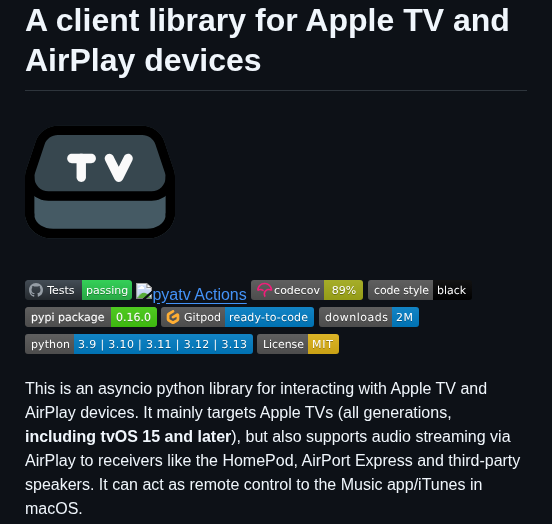 A client library for Apple TV and
AirPlay devices
TV
Tests passing pyatv Actions codecov 89% code style black
pypi package 0.16.0 Gitpod ready-to-code downloads 2M
python 3.9 | 3.10 | 3.11 | 3.12 | 3.13 License MIT
This is an asyncio python library for interacting with Apple TV and
AirPlay devices. It mainly targets Apple TVs (all generations,
including tvOS 15 and later), but also supports audio streaming via
AirPlay to receivers like the HomePod, AirPort Express and third-party
speakers. It can act as remote control to the Music app/iTunes in
macOS.